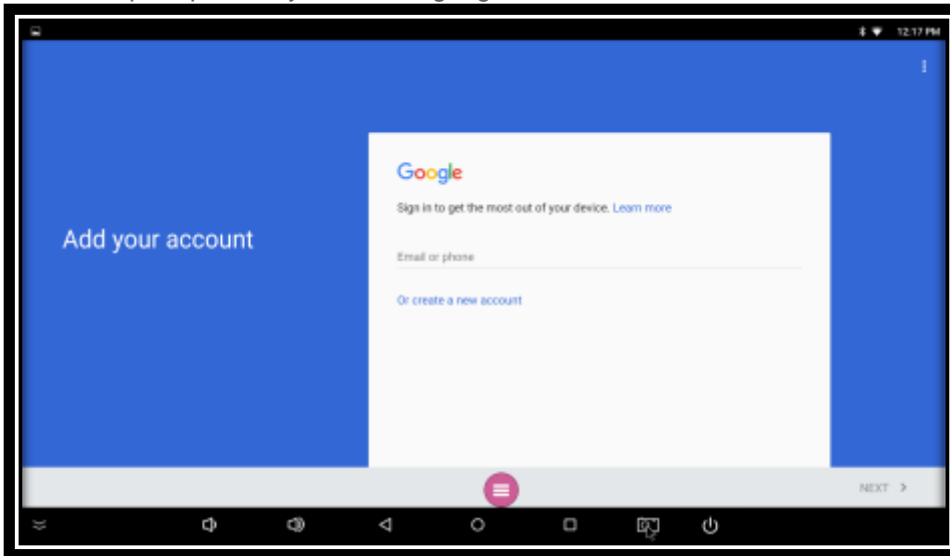 12:17 PM
Google
Sign in to get the most out of your device. Learn more
Add your account
Email or phone
Or create a new account
NEXT >